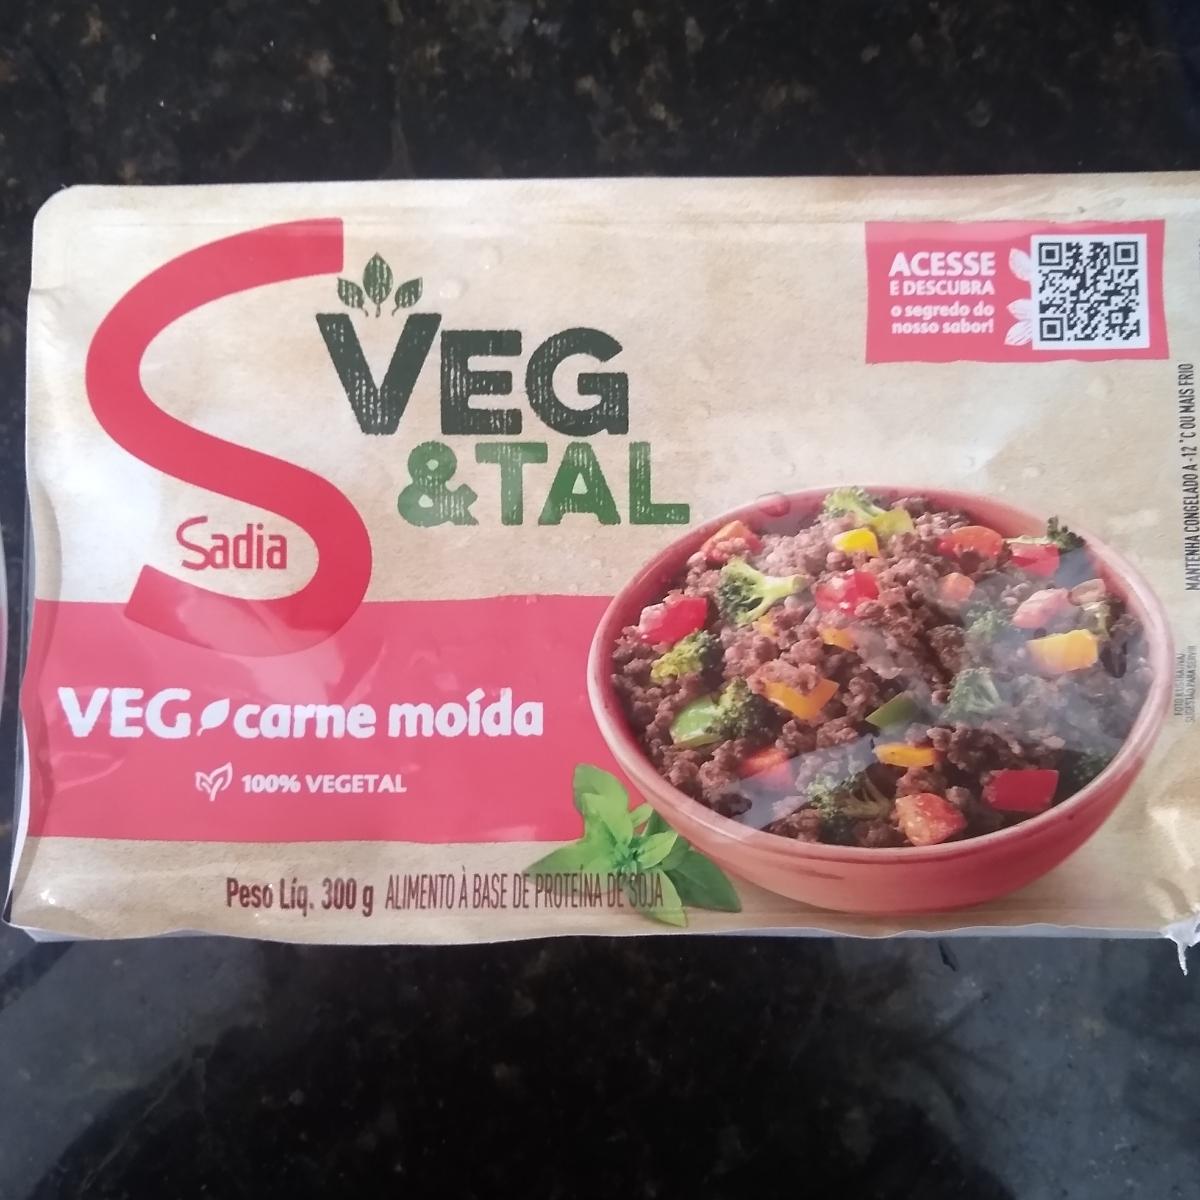 ACESSE
E DESCUBRA
o segredo do
nosso sabor!
VEG
&TAL
Sadia
VEG carne moída
100% VEGETAL
Peso Líq. 300 g ALIMENTO À BASE DE PROTEÍNA DE SOJA
MANTENHA CONGELADO A -12 °C OU MAIS FRIO